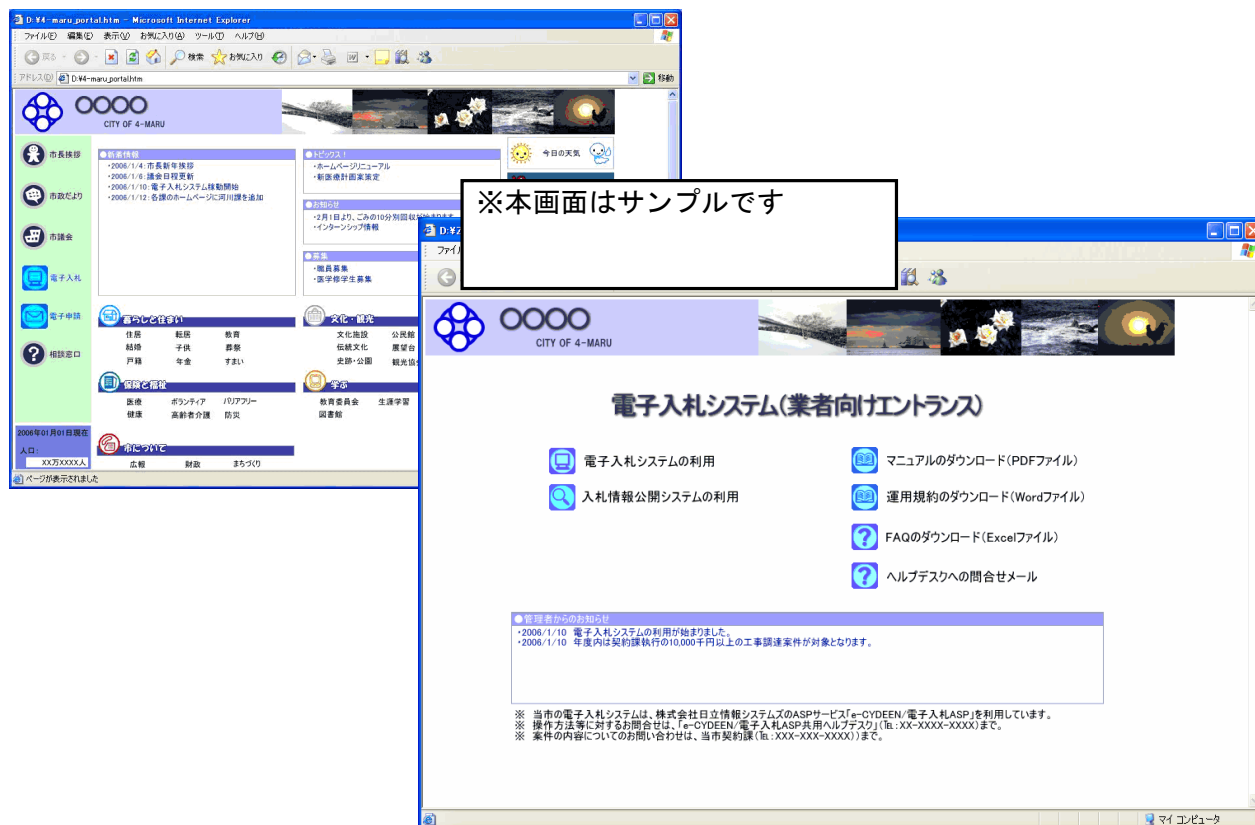 D:¥4-maru_portal.htm - Microsoft Internet Explorer
ファイル(F) 編集(E) 表示(V) お気に入り(A) ツール(T) ヘルプ(H)
戻る 検索 お気に入り
アドレス(D) D:¥4-maru_portal.htm 移動
○○○○
CITY OF 4-MARU
市長挨拶
市政だより
市議会
電子入札
電子申請
相談窓口
2006年01月01日現在
人口:
XX万XXXX人
●新着情報
・2006/1/4:市長新年挨拶
・2006/1/6:議会日程更新
・2006/1/10:電子入札システム稼動開始
・2006/1/12:各課のホームページに河川課を追加
●トピックス!
・ホームページリニューアル
・新医療計画案策定
●お知らせ
・2月1日より、ごみの10分別回収が始まります
・インターンシップ情報
●募集
・職員募集
・医学修学生募集
今日の天気
暮らしと住まい
住居 転居 教育
結婚 子供 葬祭
戸籍 年金 すまい
文化・観光
文化施設 公民館
伝統文化 展望台
史跡・公園
保険と福祉
医療 ボランティア バリアフリー
健康 高齢者介護 防災
学ぶ
教育委員会 生涯学習
図書館
市について
広報 財政 まちづくり
ページが表示されました
※本画面はサンプルです
D:¥
ファイル
○○○○
CITY OF 4-MARU
電子入札システム(業者向けエントランス)
電子入札システムの利用
入札情報公開システムの利用
マニュアルのダウンロード(PDFファイル)
運用規約のダウンロード(Wordファイル)
FAQのダウンロード(Excelファイル)
ヘルプデスクへの問合せメール
●管理者からのお知らせ
・2006/1/10 電子入札システムの利用が始まりました。
・2006/1/10 年度内は契約課執行の10,000千円以上の工事調達案件が対象となります。
※ 当市の電子入札システムは、株式会社日立情報システムズのASPサービス「e-CYDEEN/電子入札ASP」を利用しています。
※ 操作方法等に対するお問合せは、「e-CYDEEN/電子入札ASP共用ヘルプデスク」(℡:XX-XXXX-XXXX)まで。
※ 案件の内容についてのお問い合わせは、当市契約課(℡:XXX-XXX-XXXX))まで。
マイ コンピュータ